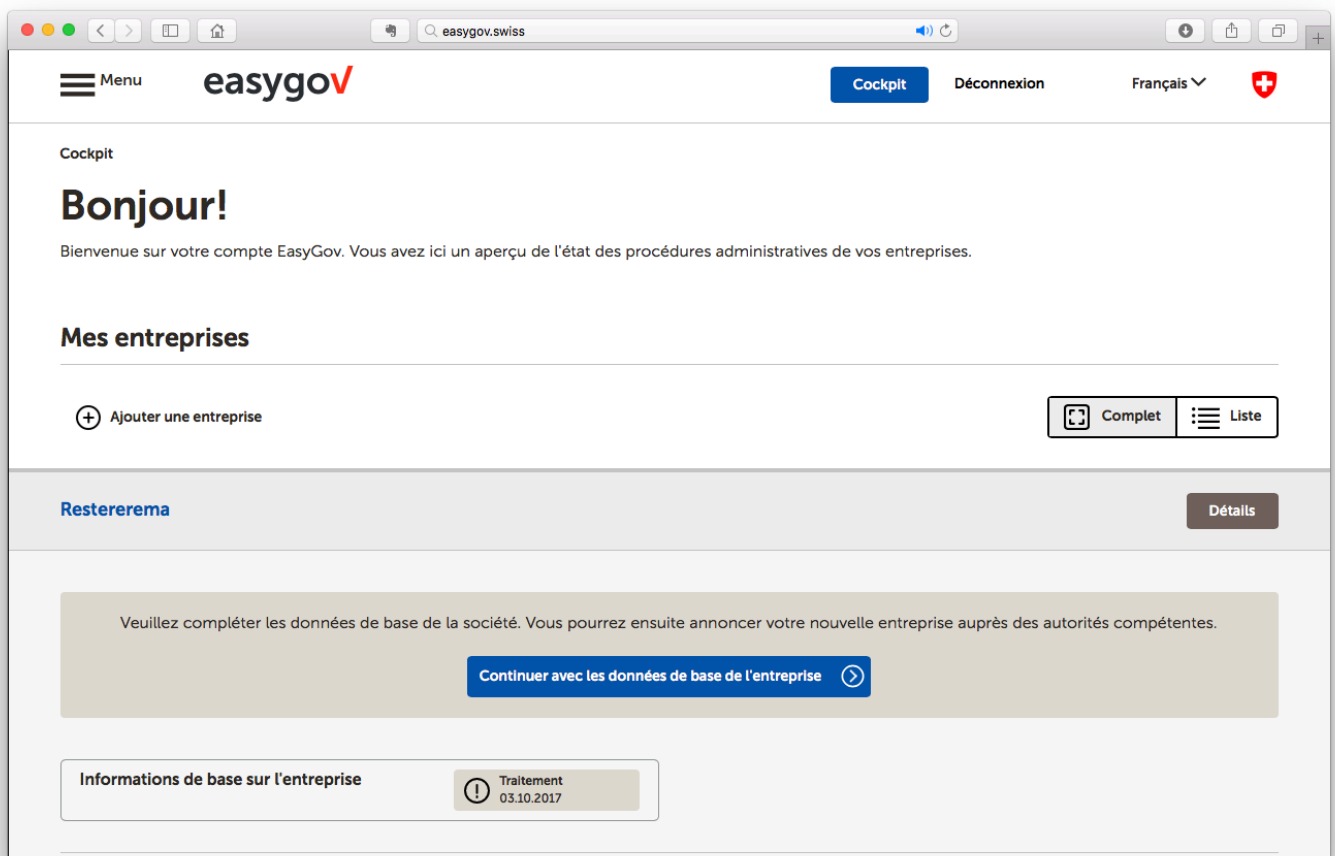 easygov.swiss
Menu
easygov
Cockpit
Déconnexion
Français
Cockpit
Bonjour!
Bienvenue sur votre compte EasyGov. Vous avez ici un aperçu de l'état des procédures administratives de vos entreprises.
Mes entreprises
Ajouter une entreprise
Complet
Liste
Restererema
Détails
Veuillez compléter les données de base de la société. Vous pourrez ensuite annoncer votre nouvelle entreprise auprès des autorités compétentes.
Continuer avec les données de base de l'entreprise
Informations de base sur l'entreprise
Traitement
03.10.2017